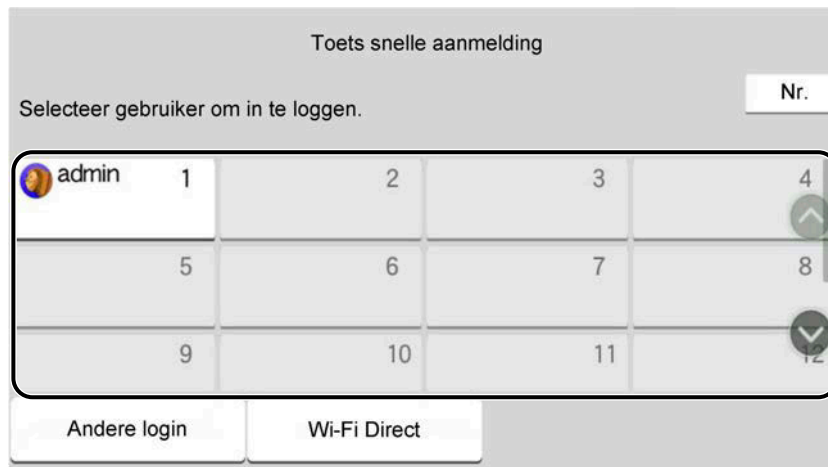 Toets snelle aanmelding
Nr.
Selecteer gebruiker om in te loggen.
admin 1 2 3 4
5 6 7 8
9 10 11 12
Andere login Wi-Fi Direct